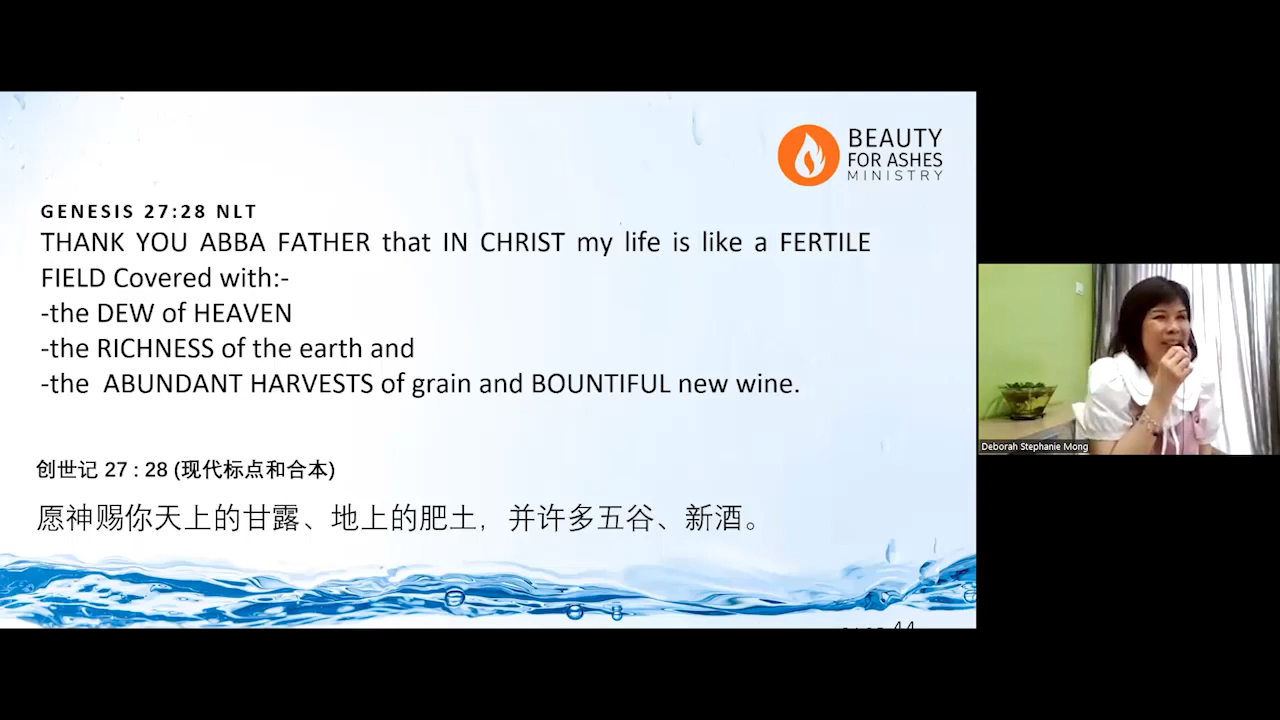 BEAUTY
FOR ASHES
MINISTRY
GENESIS 27:28 NLT
THANK YOU ABBA FATHER that IN CHRIST my life is like a FERTILE
FIELD Covered with:-
-the DEW of HEAVEN
-the RICHNESS of the earth and
-the ABUNDANT HARVESTS of grain and BOUNTIFUL new wine.
Deborah Stephanie Mong
创世记 27 : 28 (现代标点和合本)
愿神赐你天上的甘露、地上的肥土，并许多五谷、新酒。
44